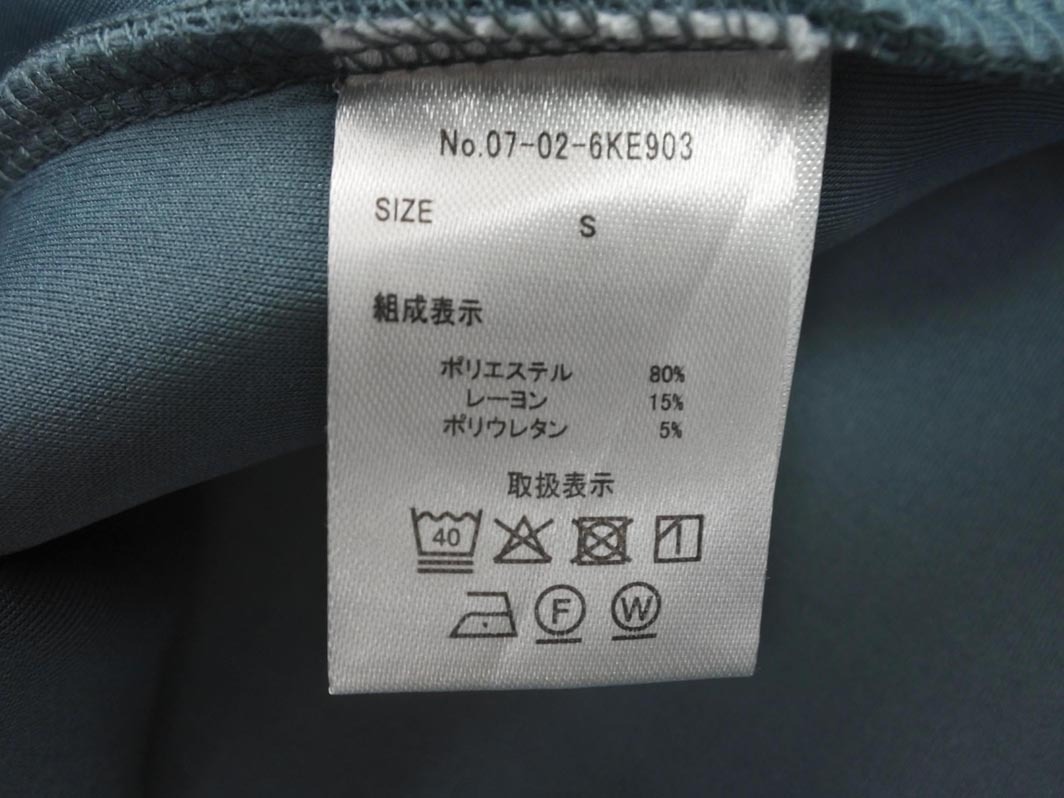 No.07-02-6KE903
SIZE S
組成表示
ポリエステル 80%
レーヨン 15%
ポリウレタン 5%
取扱表示
40
F W